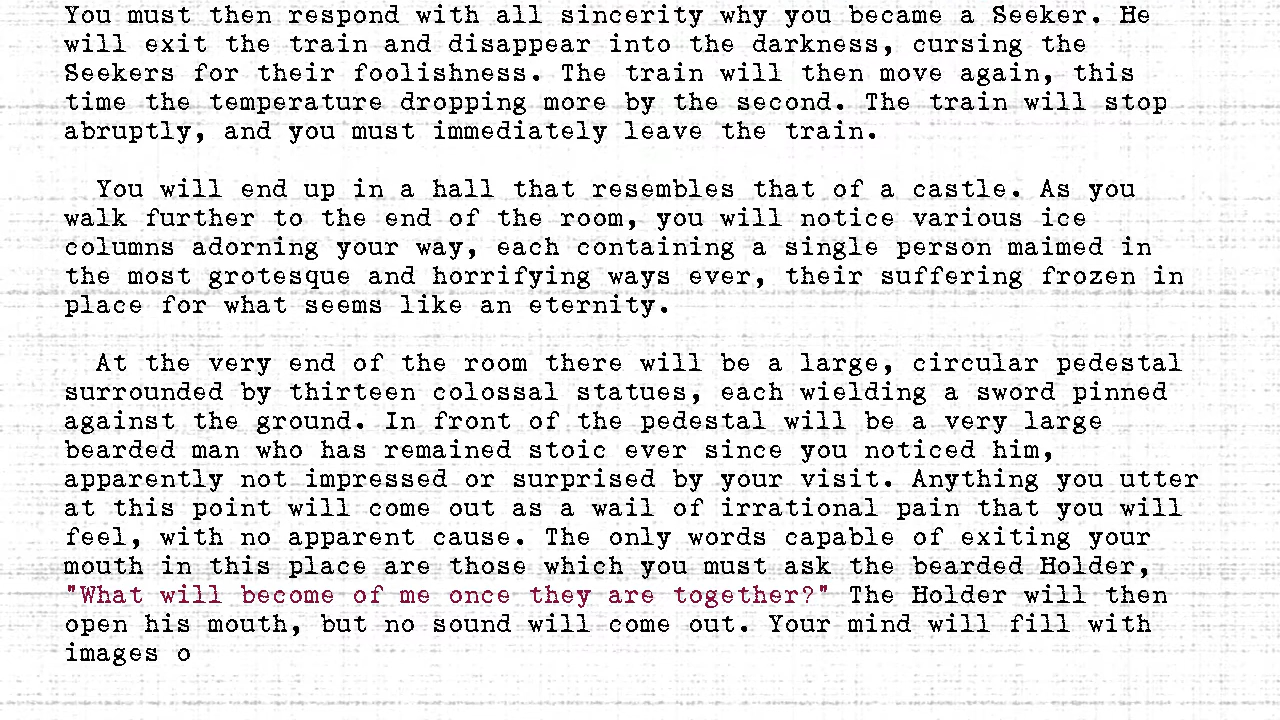 You must then respond with all sincerity why you became a Seeker. He
will exit the train and disappear into the darkness, cursing the
Seekers for their foolishness. The train will then move again, this
time the temperature dropping more by the second. The train will stop
abruptly, and you must immediately leave the train.
You will end up in a hall that resembles that of a castle. As you
walk further to the end of the room, you will notice various ice
columns adorning your way, each containing a single person maimed in
the most grotesque and horrifying ways ever, their suffering frozen in
place for what seems like an eternity.
At the very end of the room there will be a large, circular pedestal
surrounded by thirteen colossal statues, each wielding a sword pinned
against the ground. In front of the pedestal will be a very large
bearded man who has remained stoic ever since you noticed him,
apparently not impressed or surprised by your visit. Anything you utter
at this point will come out as a wail of irrational pain that you will
feel, with no apparent cause. The only words capable of exiting your
mouth in this place are those which you must ask the bearded Holder,
"What will become of me once they are together?" The Holder will then
open his mouth, but no sound will come out. Your mind will fill with
images o